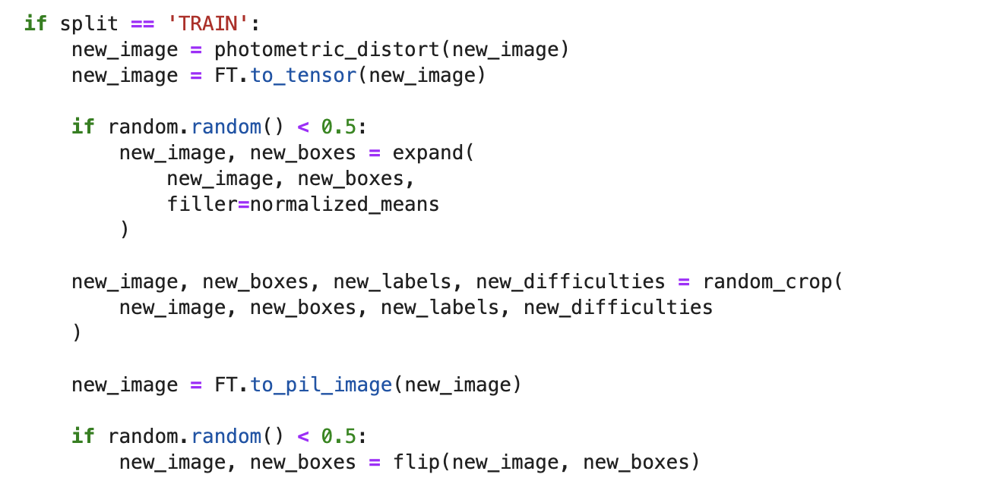 if split == 'TRAIN':
    new_image = photometric_distort(new_image)
    new_image = FT.to_tensor(new_image)

    if random.random() < 0.5:
        new_image, new_boxes = expand(
            new_image, new_boxes,
            filler=normalized_means
        )

    new_image, new_boxes, new_labels, new_difficulties = random_crop(
        new_image, new_boxes, new_labels, new_difficulties
    )

    new_image = FT.to_pil_image(new_image)

    if random.random() < 0.5:
        new_image, new_boxes = flip(new_image, new_boxes)